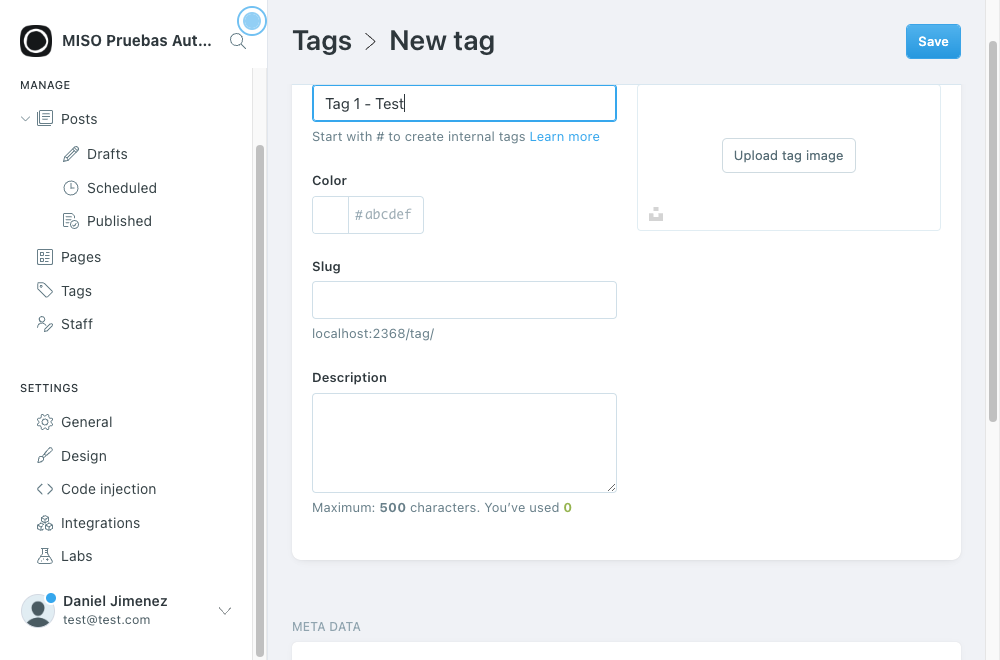 MISO Pruebas Aut...
MANAGE
Posts
Drafts
Scheduled
Published
Pages
Tags
Staff
SETTINGS
General
Design
Code injection
Integrations
Labs
Daniel Jimenez
test@test.com
Tags > New tag
Save
Tag 1 - Test
Start with # to create internal tags Learn more
Color
# abcdef
Slug
localhost:2368/tag/
Description
Maximum: 500 characters. You’ve used 0
Upload tag image
META DATA